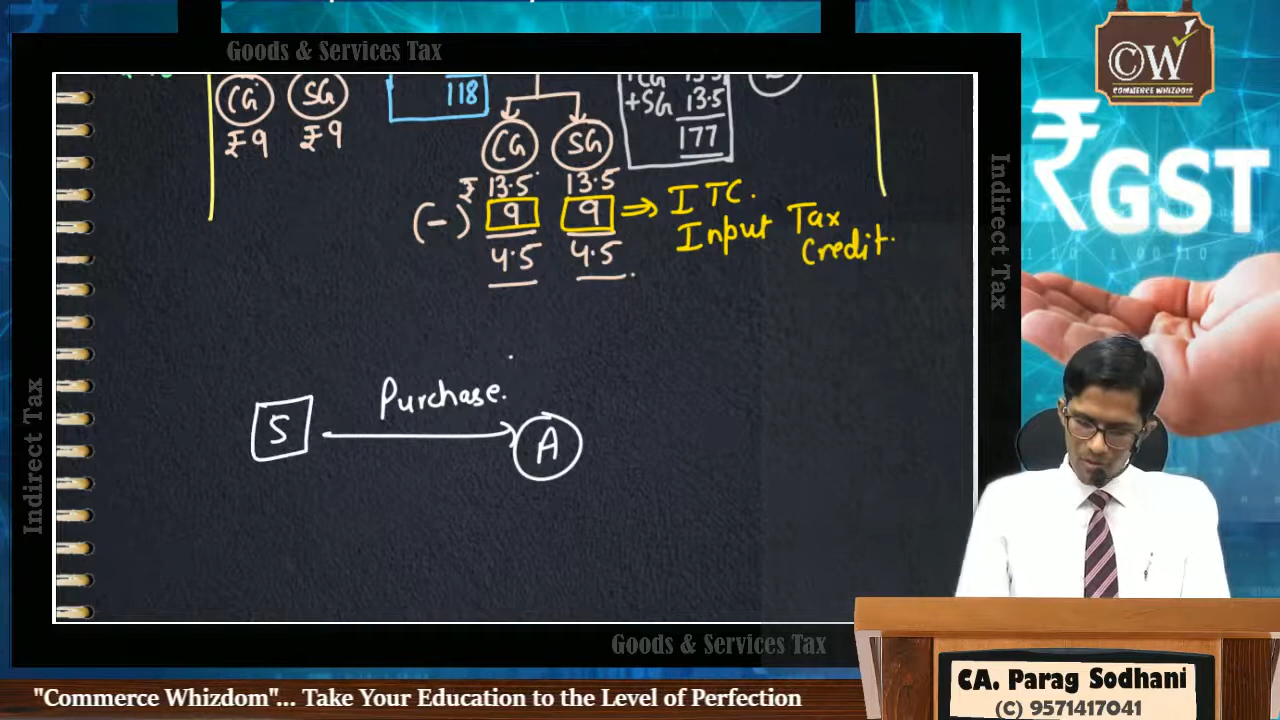 Goods & Services Tax
CG SG
₹9 ₹9
118
CG SG
₹ 13.5 13.5
(-) 9 9 ⇒ ITC.
Input Tax
Credit.
4.5 4.5
13.5
+SG 13.5
177
Purchase.
S A
Goods & Services Tax
Indirect Tax
Indirect Tax
CW
COMMERCE WHIZDOM
₹GST
CA. Parag Sodhani
(C) 9571417041
"Commerce Whizdom"... Take Your Education to the Level of Perfection